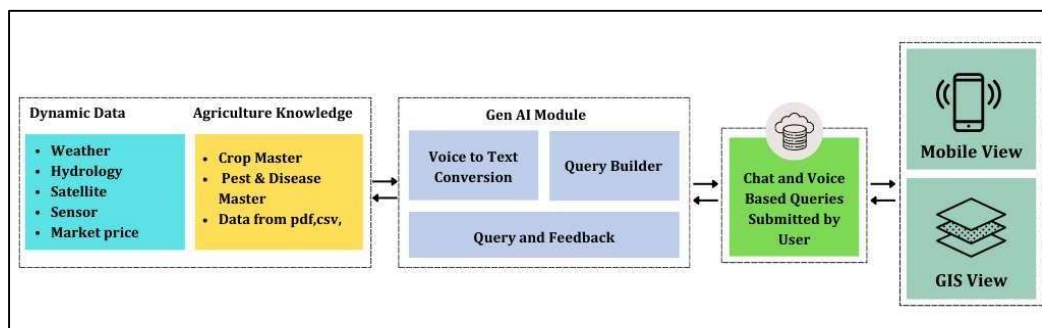 Dynamic Data
Agriculture Knowledge
• Weather
• Hydrology
• Satellite
• Sensor
• Market price
• Crop Master
• Pest & Disease
Master
• Data from pdf,csv,
Gen AI Module
Voice to Text
Conversion
Query Builder
Query and Feedback
Chat and Voice
Based Queries
Submitted by
User
Mobile View
GIS View